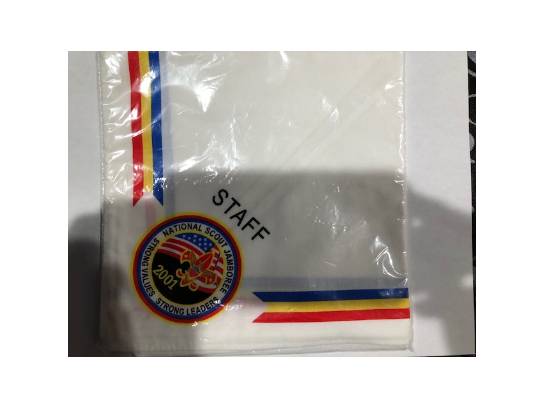 STAFF
NATIONAL SCOUT JAMBOREE
2001
STRONG VALUES STRONG LEADERS